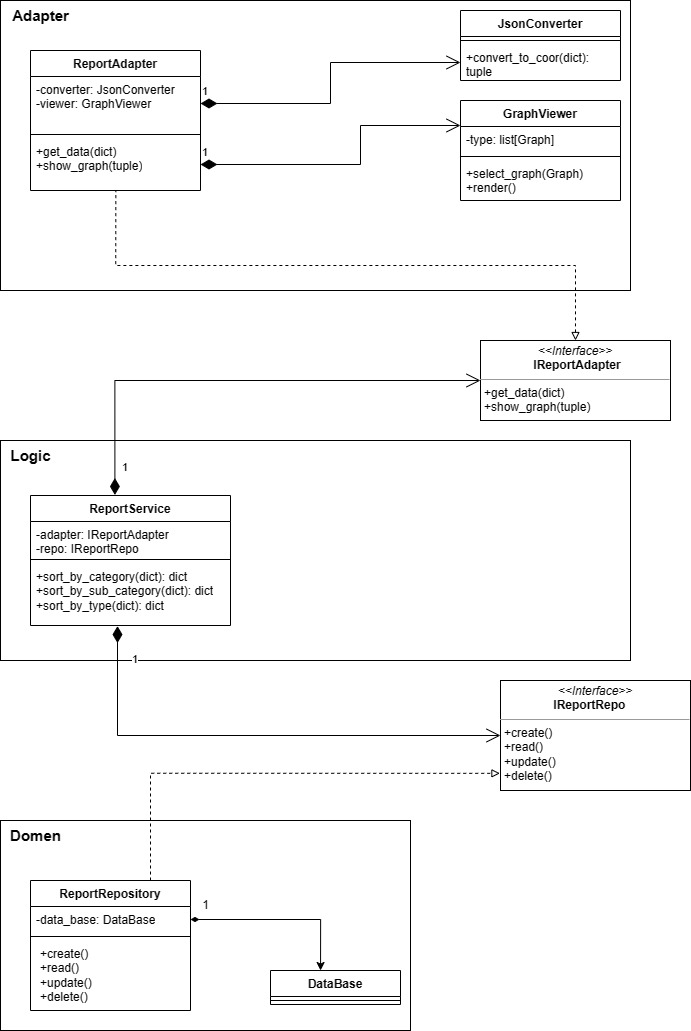 Adapter
JsonConverter
+convert_to_coor(dict):
tuple
ReportAdapter
-converter: JsonConverter
-viewer: GraphViewer
+get_data(dict)
+show_graph(tuple)
1
1
GraphViewer
-type: list[Graph]
+select_graph(Graph)
+render()
<<Interface>>
IReportAdapter
+get_data(dict)
+show_graph(tuple)
Logic
1
ReportService
-adapter: IReportAdapter
-repo: IReportRepo
+sort_by_category(dict): dict
+sort_by_sub_category(dict): dict
+sort_by_type(dict): dict
1
<<Interface>>
IReportRepo
+create()
+read()
+update()
+delete()
Domen
ReportRepository
-data_base: DataBase
+create()
+read()
+update()
+delete()
1
DataBase